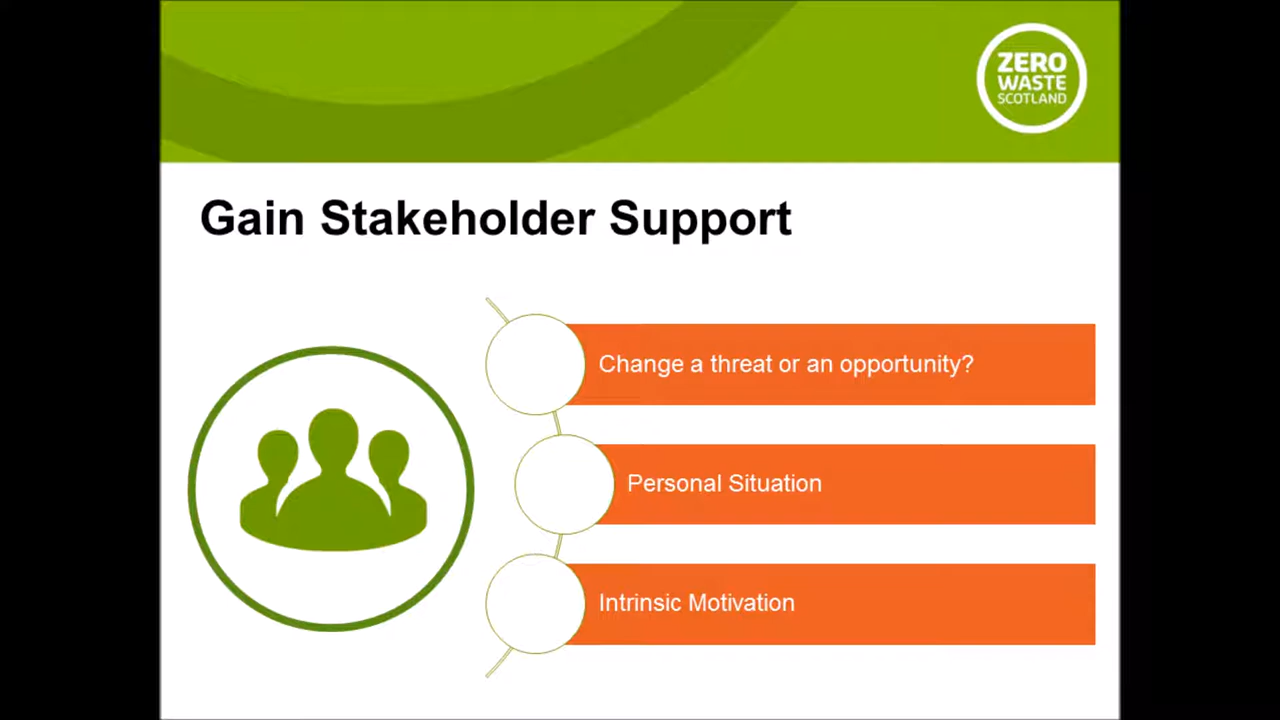 ZERO
WASTE
SCOTLAND
Gain Stakeholder Support
Change a threat or an opportunity?
Personal Situation
Intrinsic Motivation